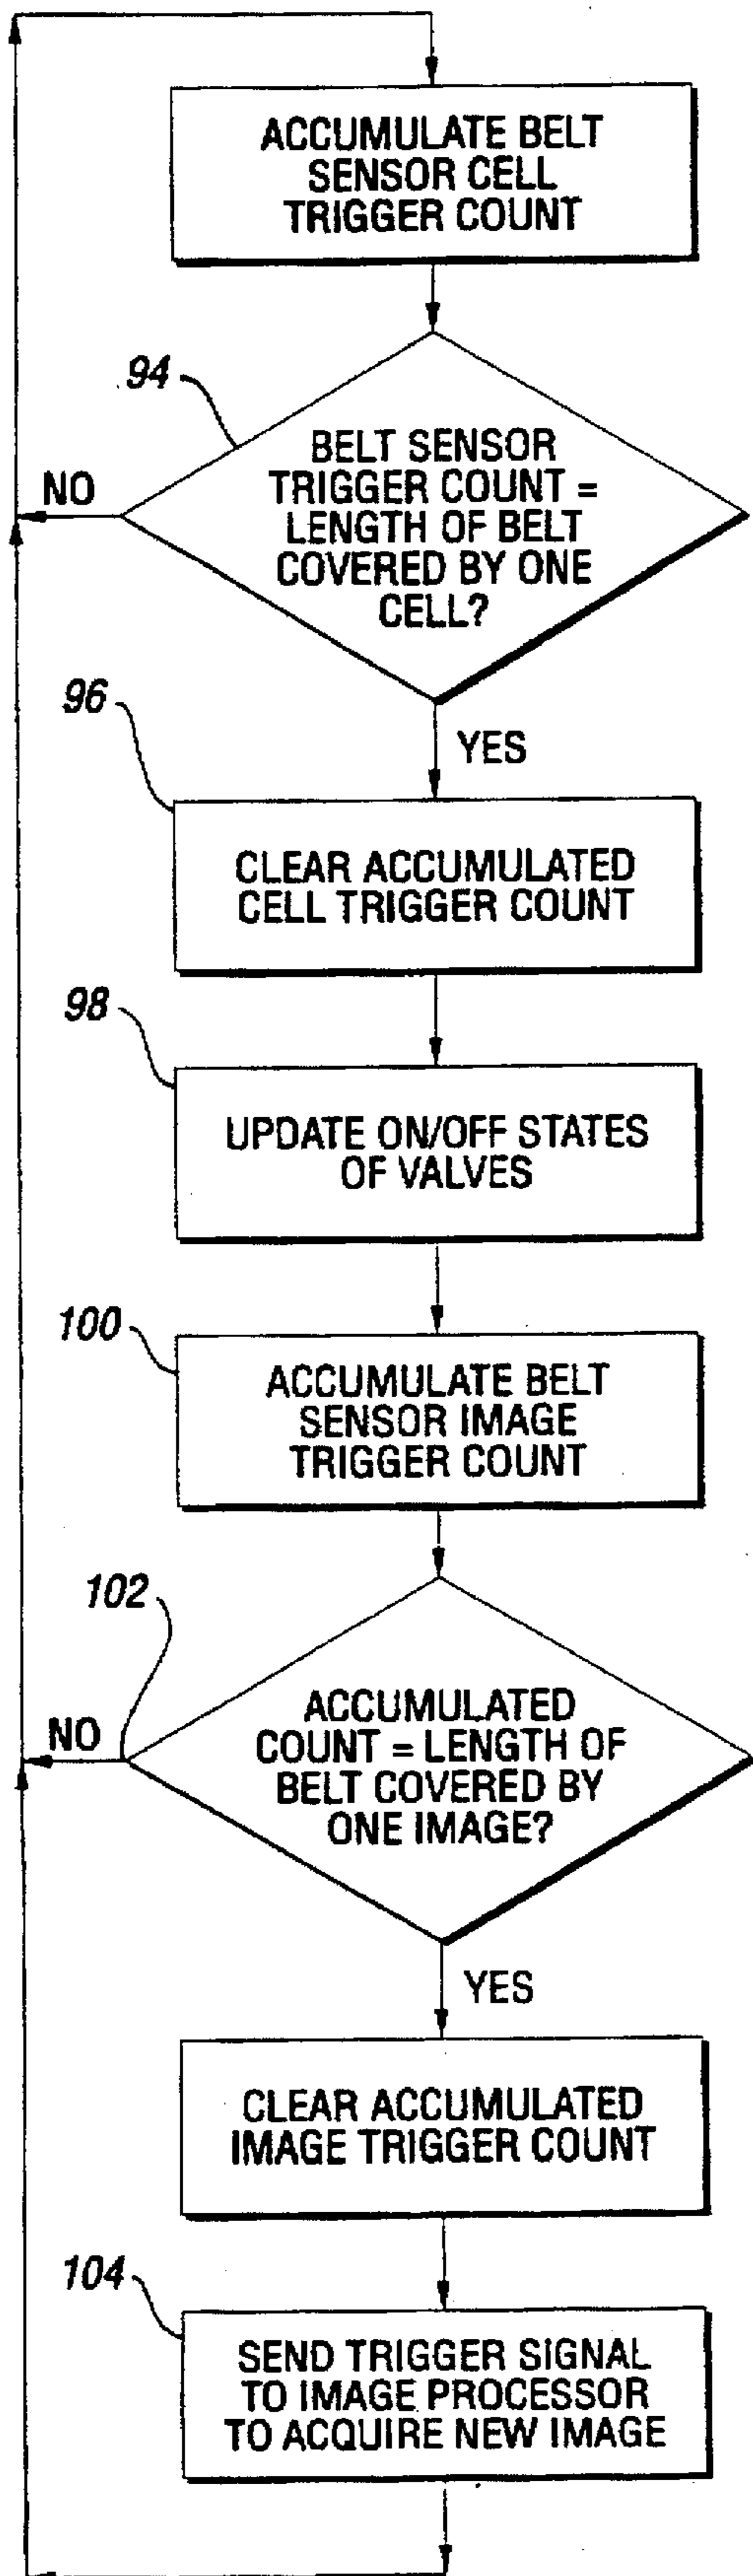 ACCUMULATE BELT
SENSOR CELL
TRIGGER COUNT
94
BELT SENSOR
TRIGGER COUNT =
LENGTH OF BELT
COVERED BY ONE
CELL?
NO
YES
96
CLEAR ACCUMULATED
CELL TRIGGER COUNT
98
UPDATE ON/OFF STATES
OF VALVES
100
ACCUMULATE BELT
SENSOR IMAGE
TRIGGER COUNT
102
ACCUMULATED
COUNT = LENGTH OF
BELT COVERED BY
ONE IMAGE?
NO
YES
CLEAR ACCUMULATED
IMAGE TRIGGER COUNT
104
SEND TRIGGER SIGNAL
TO IMAGE PROCESSOR
TO ACQUIRE NEW IMAGE